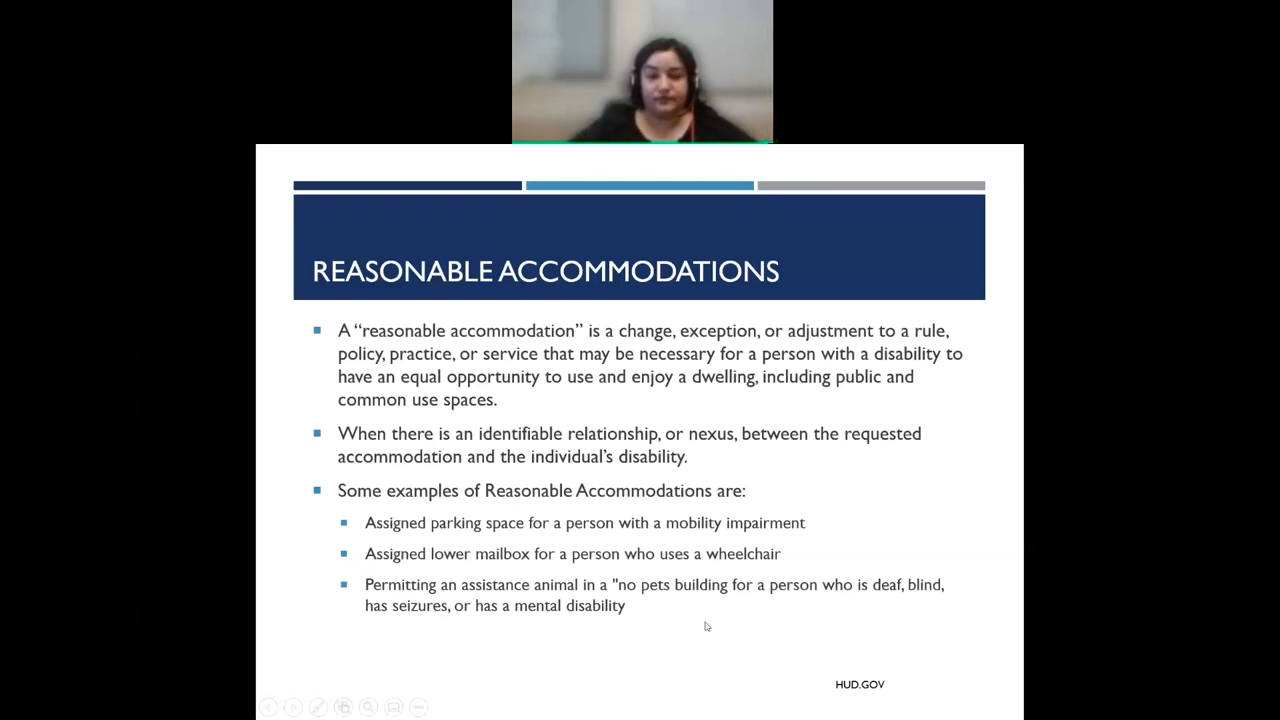 REASONABLE ACCOMMODATIONS
A “reasonable accommodation” is a change, exception, or adjustment to a rule,
policy, practice, or service that may be necessary for a person with a disability to
have an equal opportunity to use and enjoy a dwelling, including public and
common use spaces.
When there is an identifiable relationship, or nexus, between the requested
accommodation and the individual’s disability.
Some examples of Reasonable Accommodations are:
Assigned parking space for a person with a mobility impairment
Assigned lower mailbox for a person who uses a wheelchair
Permitting an assistance animal in a "no pets building for a person who is deaf, blind,
has seizures, or has a mental disability
HUD.GOV